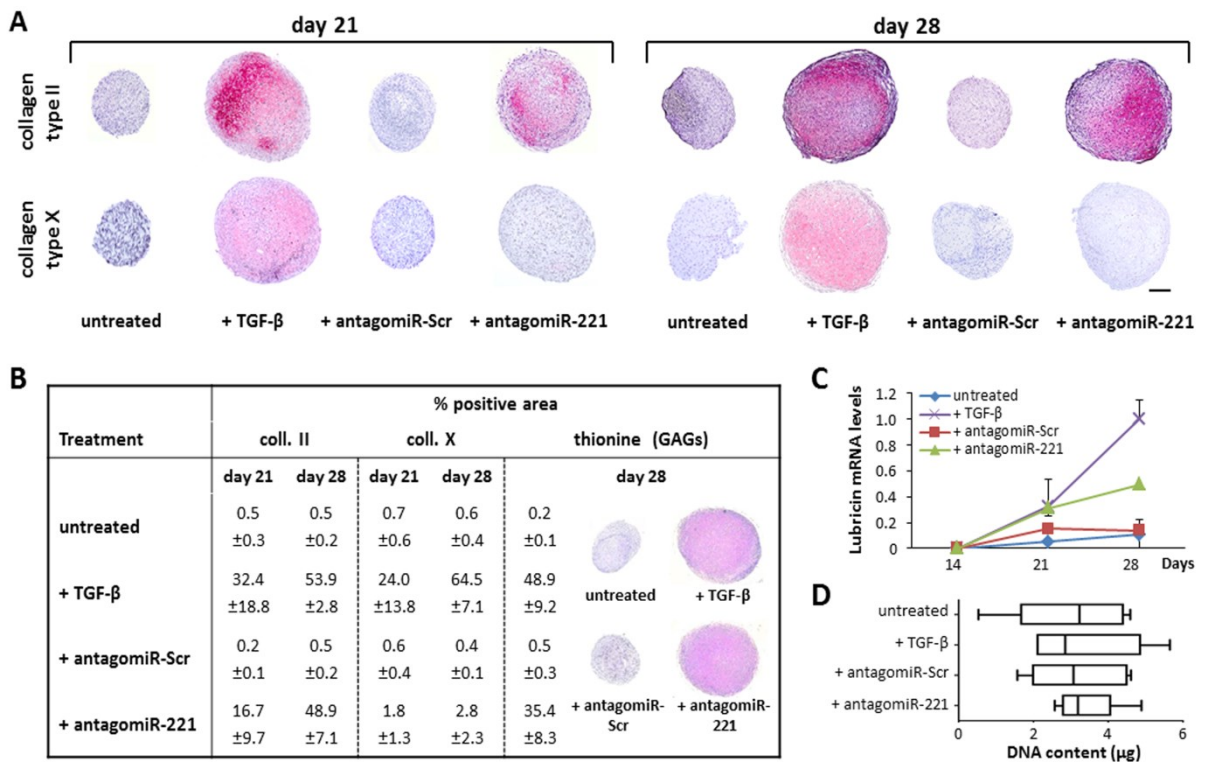 A
day 21
day 28
collagen
type II
collagen
type X
untreated
+ TGF-β
+ antagomiR-Scr
+ antagomiR-221
untreated
+ TGF-β
+ antagomiR-Scr
+ antagomiR-221
B
% positive area
Treatment
coll. II
coll. X
thionine (GAGs)
day 21 day 28 day 21 day 28 day 28
untreated
0.5 0.5 0.7 0.6 0.2
±0.3 ±0.2 ±0.6 ±0.4 ±0.1
+ TGF-β
32.4 53.9 24.0 64.5 48.9
±18.8 ±2.8 ±13.8 ±7.1 ±9.2
untreated
+ TGF-β
+ antagomiR-Scr
0.2 0.5 0.6 0.4 0.5
±0.1 ±0.2 ±0.4 ±0.1 ±0.3
+ antagomiR-221
16.7 48.9 1.8 2.8 35.4
±9.7 ±7.1 ±1.3 ±2.3 ±8.3
+ antagomiR-
Scr
+ antagomiR-
221
C
Lubricin mRNA levels
1.2
1.0
0.8
0.6
0.4
0.2
0
untreated
+ TGF-β
+ antagomiR-Scr
+ antagomiR-221
14 21 28 Days
D
untreated
+ TGF-β
+ antagomiR-Scr
+ antagomiR-221
0 2 4 6
DNA content (µg)